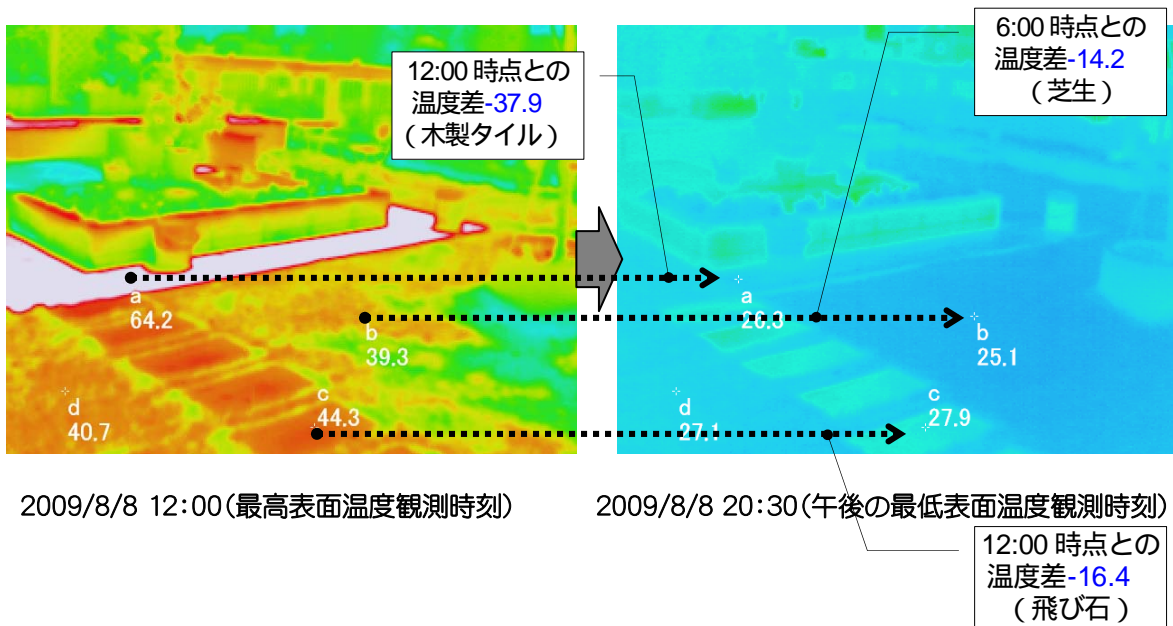 12:00 時点との
温度差-37.9
（木製タイル）
6:00 時点との
温度差-14.2
（芝生）
a
64.2
b
39.3
c
44.3
d
40.7
a
26.3
b
25.1
c
27.9
d
27.1
2009/8/8 12:00(最高表面温度観測時刻)
2009/8/8 20:30(午後の最低表面温度観測時刻)
12:00 時点との
温度差-16.4
（飛び石）